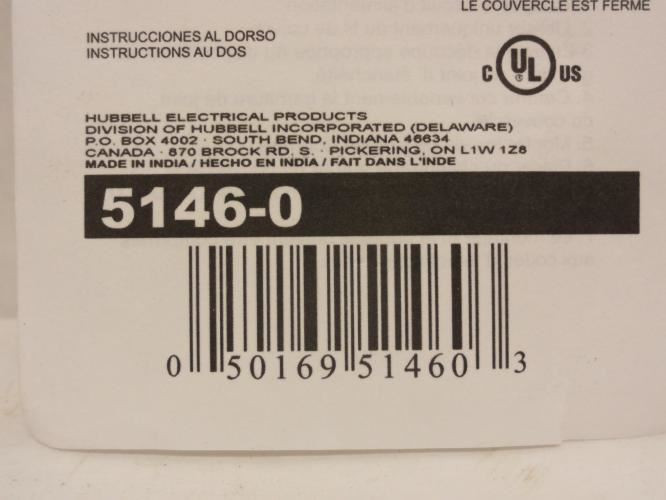 LE COUVERCLE EST FERME
INSTRUCCIONES AL DORSO
INSTRUCTIONS AU DOS
C UL US
HUBBELL ELECTRICAL PRODUCTS
DIVISION OF HUBBELL INCORPORATED (DELAWARE)
P.O. BOX 4002 · SOUTH BEND, INDIANA 46634
CANADA · 870 BROCK RD. S. · PICKERING, ON L1W 1Z8
MADE IN INDIA / HECHO EN INDIA / FAIT DANS L'INDE
5146-0
0 50169 51460 3